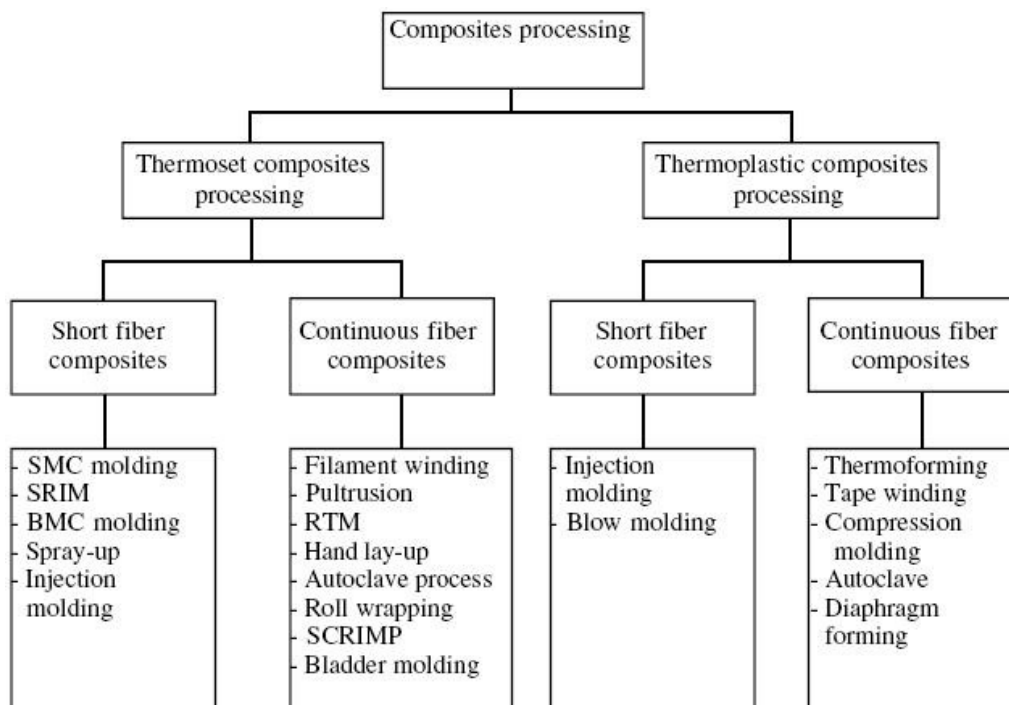 Composites processing
Thermoset composites
processing
Thermoplastic composites
processing
Short fiber
composites
Continuous fiber
composites
Short fiber
composites
Continuous fiber
composites
- SMC molding
- SRIM
- BMC molding
- Spray-up
- Injection
molding
- Filament winding
- Pultrusion
- RTM
- Hand lay-up
- Autoclave process
- Roll wrapping
- SCRIMP
- Bladder molding
- Injection
molding
- Blow molding
- Thermoforming
- Tape winding
- Compression
molding
- Autoclave
- Diaphragm
forming